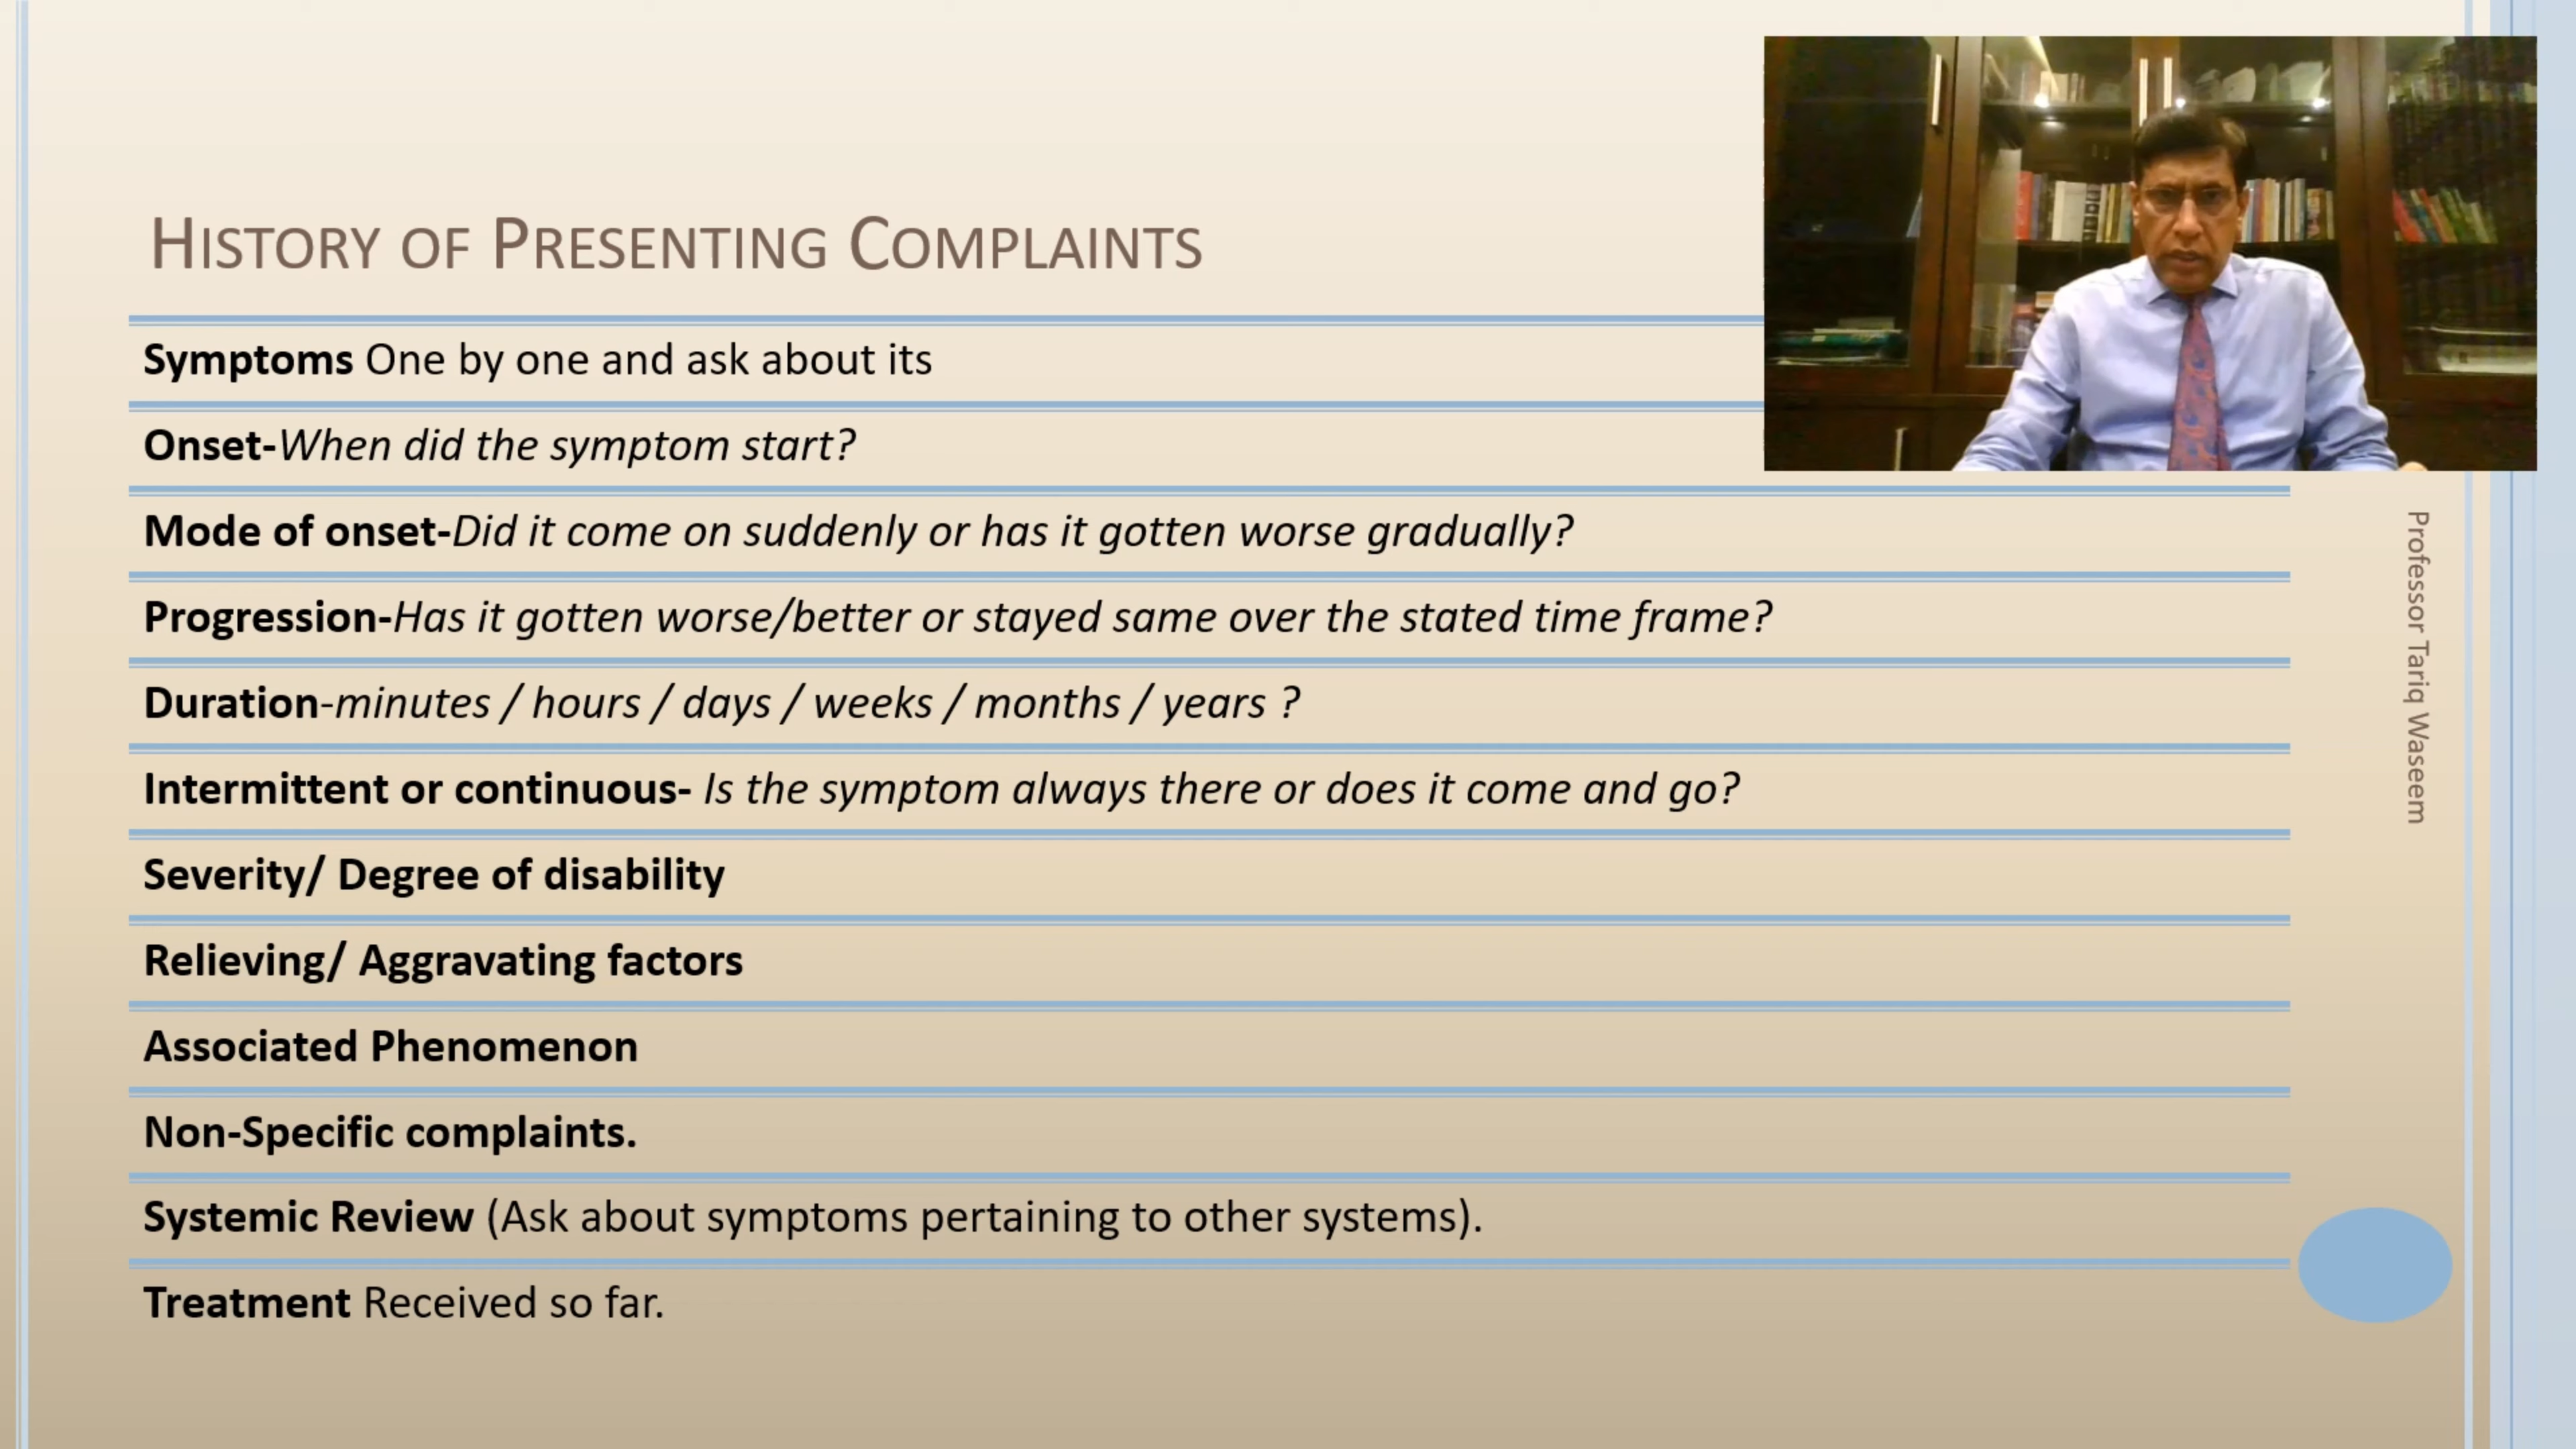 History of Presenting Complaints
Symptoms One by one and ask about its
Onset-When did the symptom start?
Mode of onset-Did it come on suddenly or has it gotten worse gradually?
Progression-Has it gotten worse/better or stayed same over the stated time frame?
Duration-minutes / hours / days / weeks / months / years ?
Intermittent or continuous- Is the symptom always there or does it come and go?
Severity/ Degree of disability
Relieving/ Aggravating factors
Associated Phenomenon
Non-Specific complaints.
Systemic Review (Ask about symptoms pertaining to other systems).
Treatment Received so far.
Professor Tariq Waseem